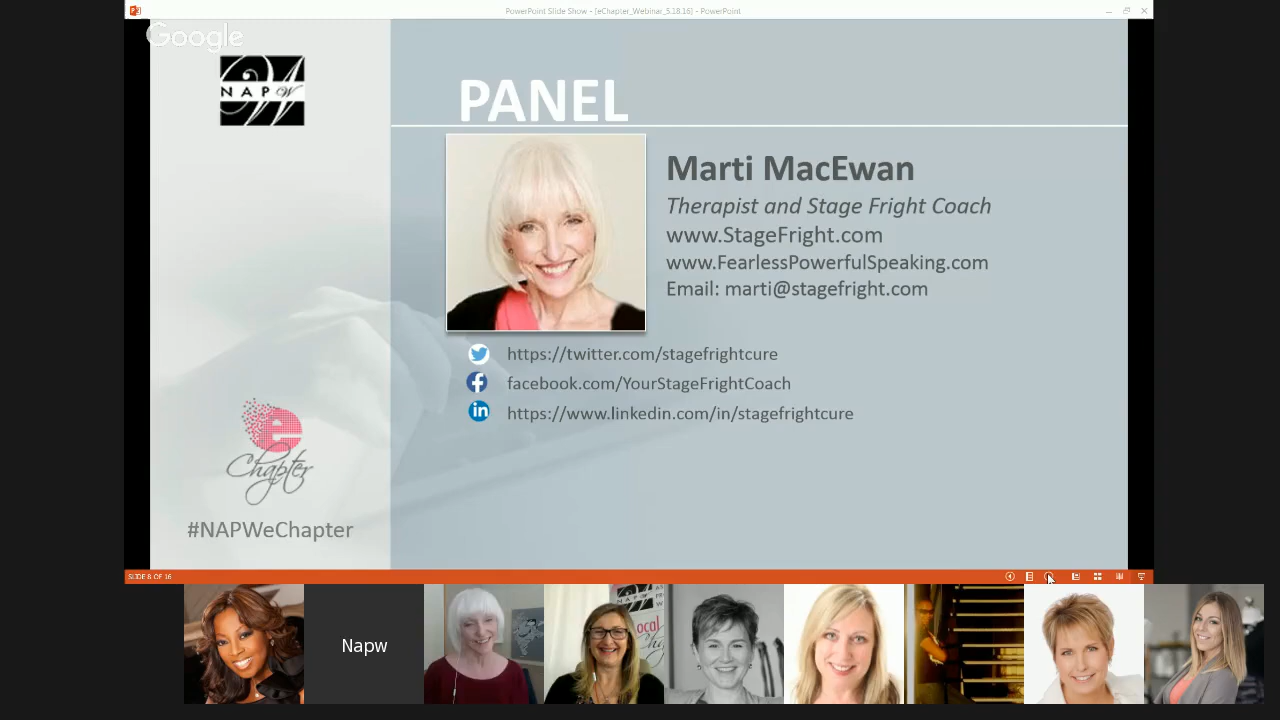 PowerPoint Slide Show - [eChapter_Webinar_5.18.16] - PowerPoint
Google
NAPW
PANEL
Marti MacEwan
Therapist and Stage Fright Coach
www.StageFright.com
www.FearlessPowerfulSpeaking.com
Email: marti@stagefright.com
https://twitter.com/stagefrightcure
facebook.com/YourStageFrightCoach
https://www.linkedin.com/in/stagefrightcure
e
Chapter
#NAPWeChapter
SLIDE 8 OF 16
Napw